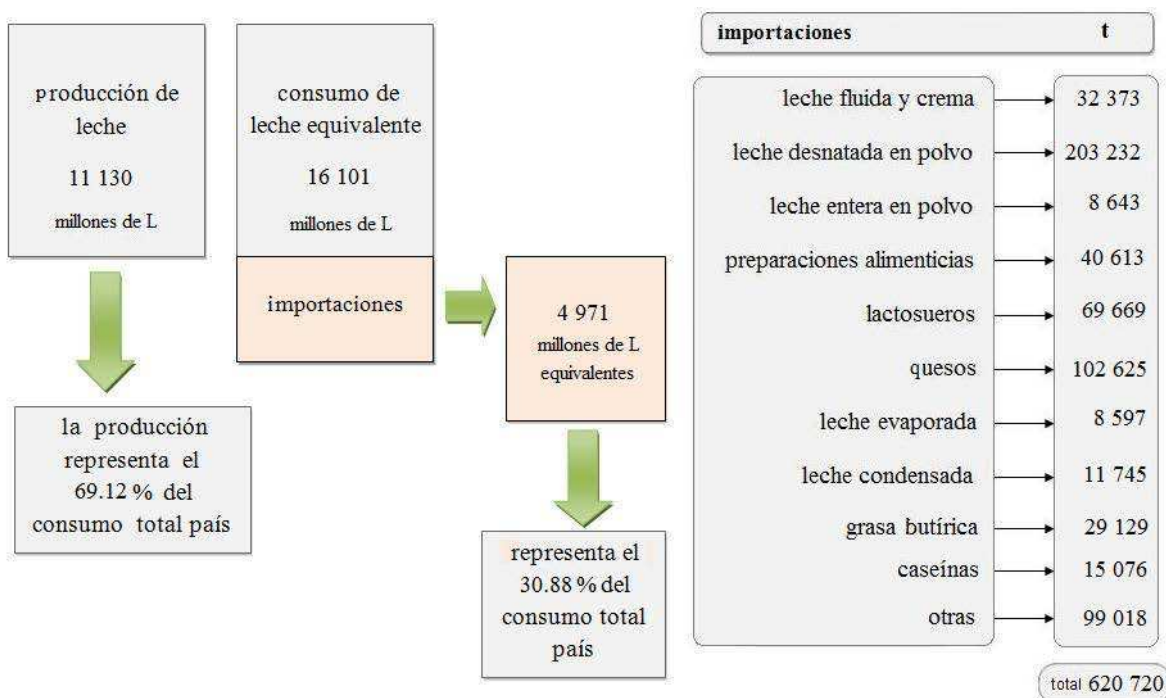 producción de
leche
11 130
millones de L
consumo de
leche equivalente
16 101
millones de L
importaciones
4 971
millones de L
equivalentes
la producción
representa el
69.12 % del
consumo total país
representa el
30.88 % del
consumo total
país
importaciones t
leche fluida y crema 32 373
leche desnatada en polvo 203 232
leche entera en polvo 8 643
preparaciones alimenticias 40 613
lactosueros 69 669
quesos 102 625
leche evaporada 8 597
leche condensada 11 745
grasa butírica 29 129
caseínas 15 076
otras 99 018
total 620 720